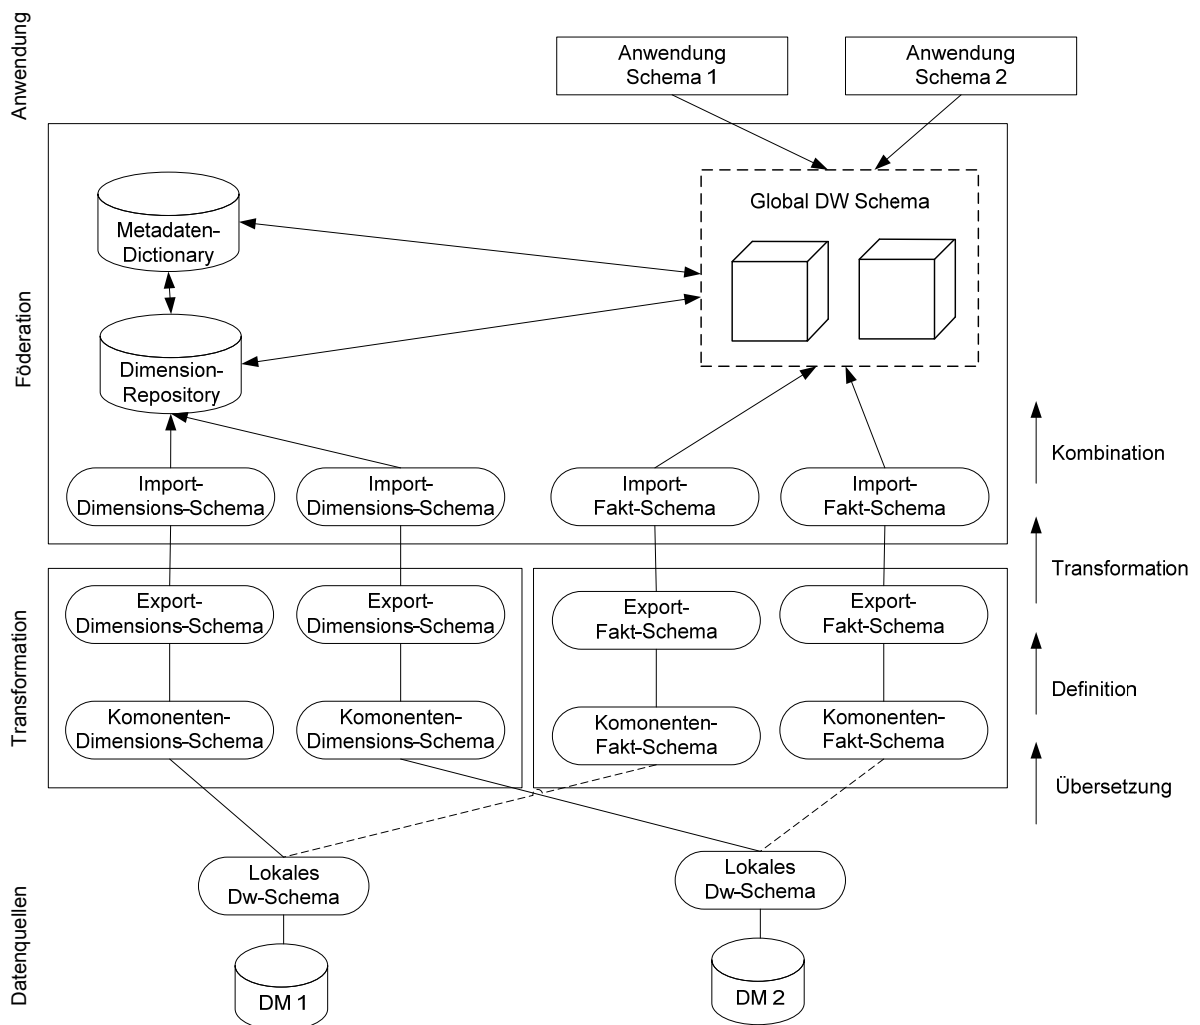 Anwendung
Anwendung
Schema 1
Anwendung
Schema 2
Föderation
Global DW Schema
Metadaten-
Dictionary
Dimension-
Repository
Import-
Dimensions-Schema
Import-
Dimensions-Schema
Import-
Fakt-Schema
Import-
Fakt-Schema
Kombination
Transformation
Transformation
Export-
Dimensions-Schema
Export-
Dimensions-Schema
Export-
Fakt-Schema
Export-
Fakt-Schema
Definition
Komonenten-
Dimensions-Schema
Komonenten-
Dimensions-Schema
Komonenten-
Fakt-Schema
Komonenten-
Fakt-Schema
Übersetzung
Datenquellen
Lokales
Dw-Schema
Lokales
Dw-Schema
DM 1
DM 2